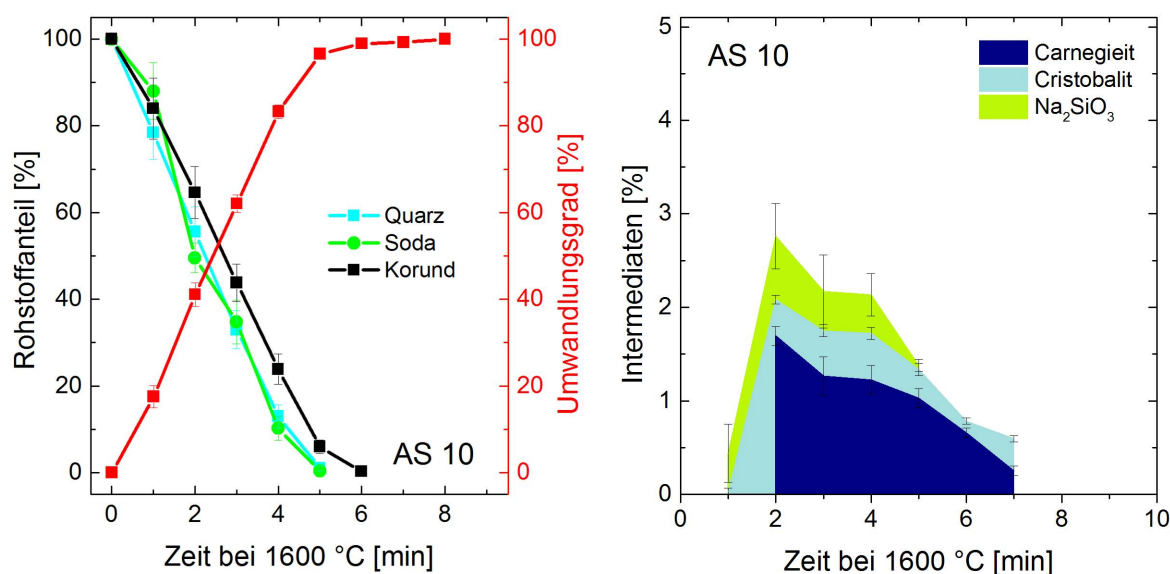 Rohstoffanteil [%]
100
80
60
40
20
0
Quarz
Soda
Korund
AS 10
100
80
60
40
20
0
Umwandlungsgrad [%]
0 2 4 6 8
Zeit bei 1600 °C [min]
Intermediaten [%]
5
4
3
2
1
0
AS 10
Carnegieit
Cristobalit
Na₂SiO₃
0 2 4 6 8 10
Zeit bei 1600 °C [min]